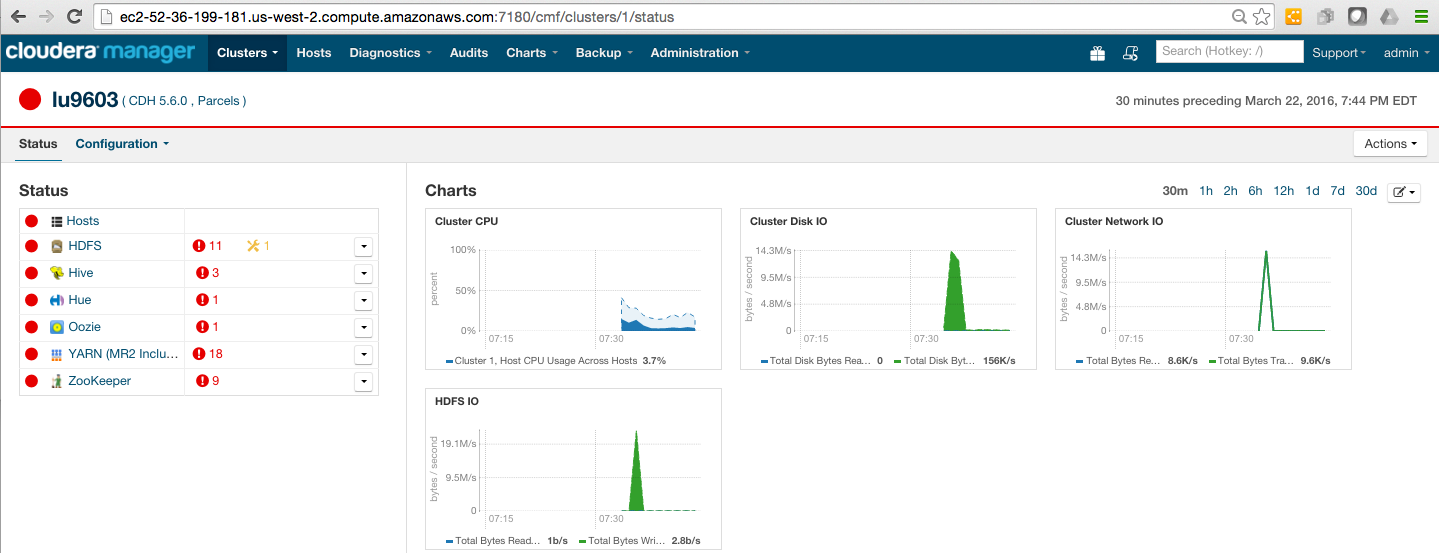 ec2-52-36-199-181.us-west-2.compute.amazonaws.com:7180/cmf/clusters/1/status
cloudera manager Clusters Hosts Diagnostics Audits Charts Backup Administration Search (Hotkey: /) Support admin
lu9603 ( CDH 5.6.0 , Parcels ) 30 minutes preceding March 22, 2016, 7:44 PM EDT
Status Configuration Actions
Status
Hosts
HDFS 11 1
Hive 3
Hue 1
Oozie 1
YARN (MR2 Inclu... 18
ZooKeeper 9
Charts 30m 1h 2h 6h 12h 1d 7d 30d
Cluster CPU
percent
100%
50%
0%
07:15 07:30
Cluster 1, Host CPU Usage Across Hosts 3.7%
Cluster Disk IO
bytes / second
14.3M/s
9.5M/s
4.8M/s
0
07:15 07:30
Total Disk Bytes Rea... 0 Total Disk Byt... 156K/s
Cluster Network IO
bytes / second
14.3M/s
9.5M/s
4.8M/s
0
07:15 07:30
Total Bytes Re... 8.6K/s Total Bytes Tra... 9.6K/s
HDFS IO
bytes / second
19.1M/s
9.5M/s
0
07:15 07:30
Total Bytes Read... 1b/s Total Bytes Wri... 2.8b/s